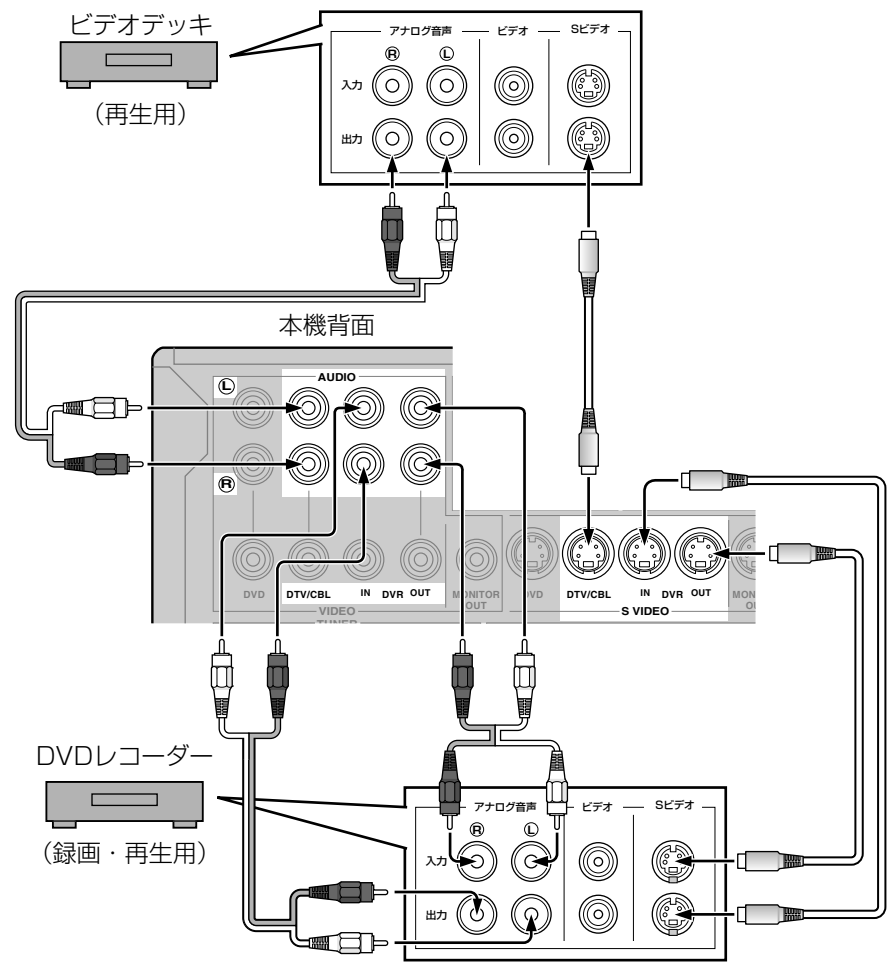 ビデオデッキ
(再生用)
アナログ音声 ビデオ Sビデオ
R L
入力
出力
本機背面
AUDIO
L
R
DVD DTV/CBL IN DVR OUT MONITOR OUT
VIDEO
TUNER
DVD DTV/CBL IN DVR OUT
S VIDEO
DVDレコーダー
(録画・再生用)
アナログ音声 ビデオ Sビデオ
R L
入力
出力